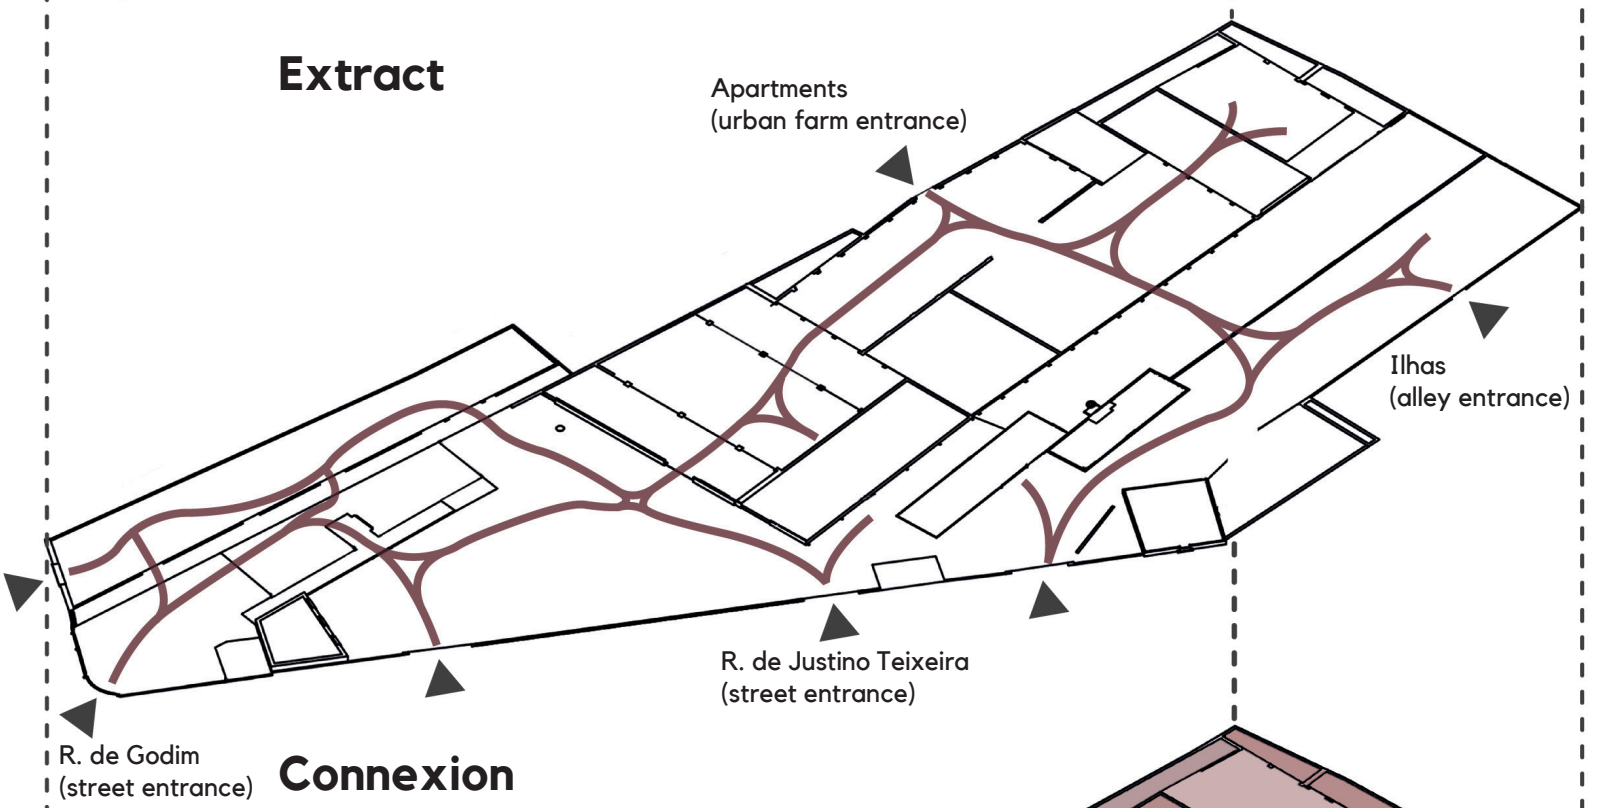 Extract
Apartments
(urban farm entrance)
Ilhas
(alley entrance)
R. de Justino Teixeira
(street entrance)
R. de Godim
(street entrance)
Connexion